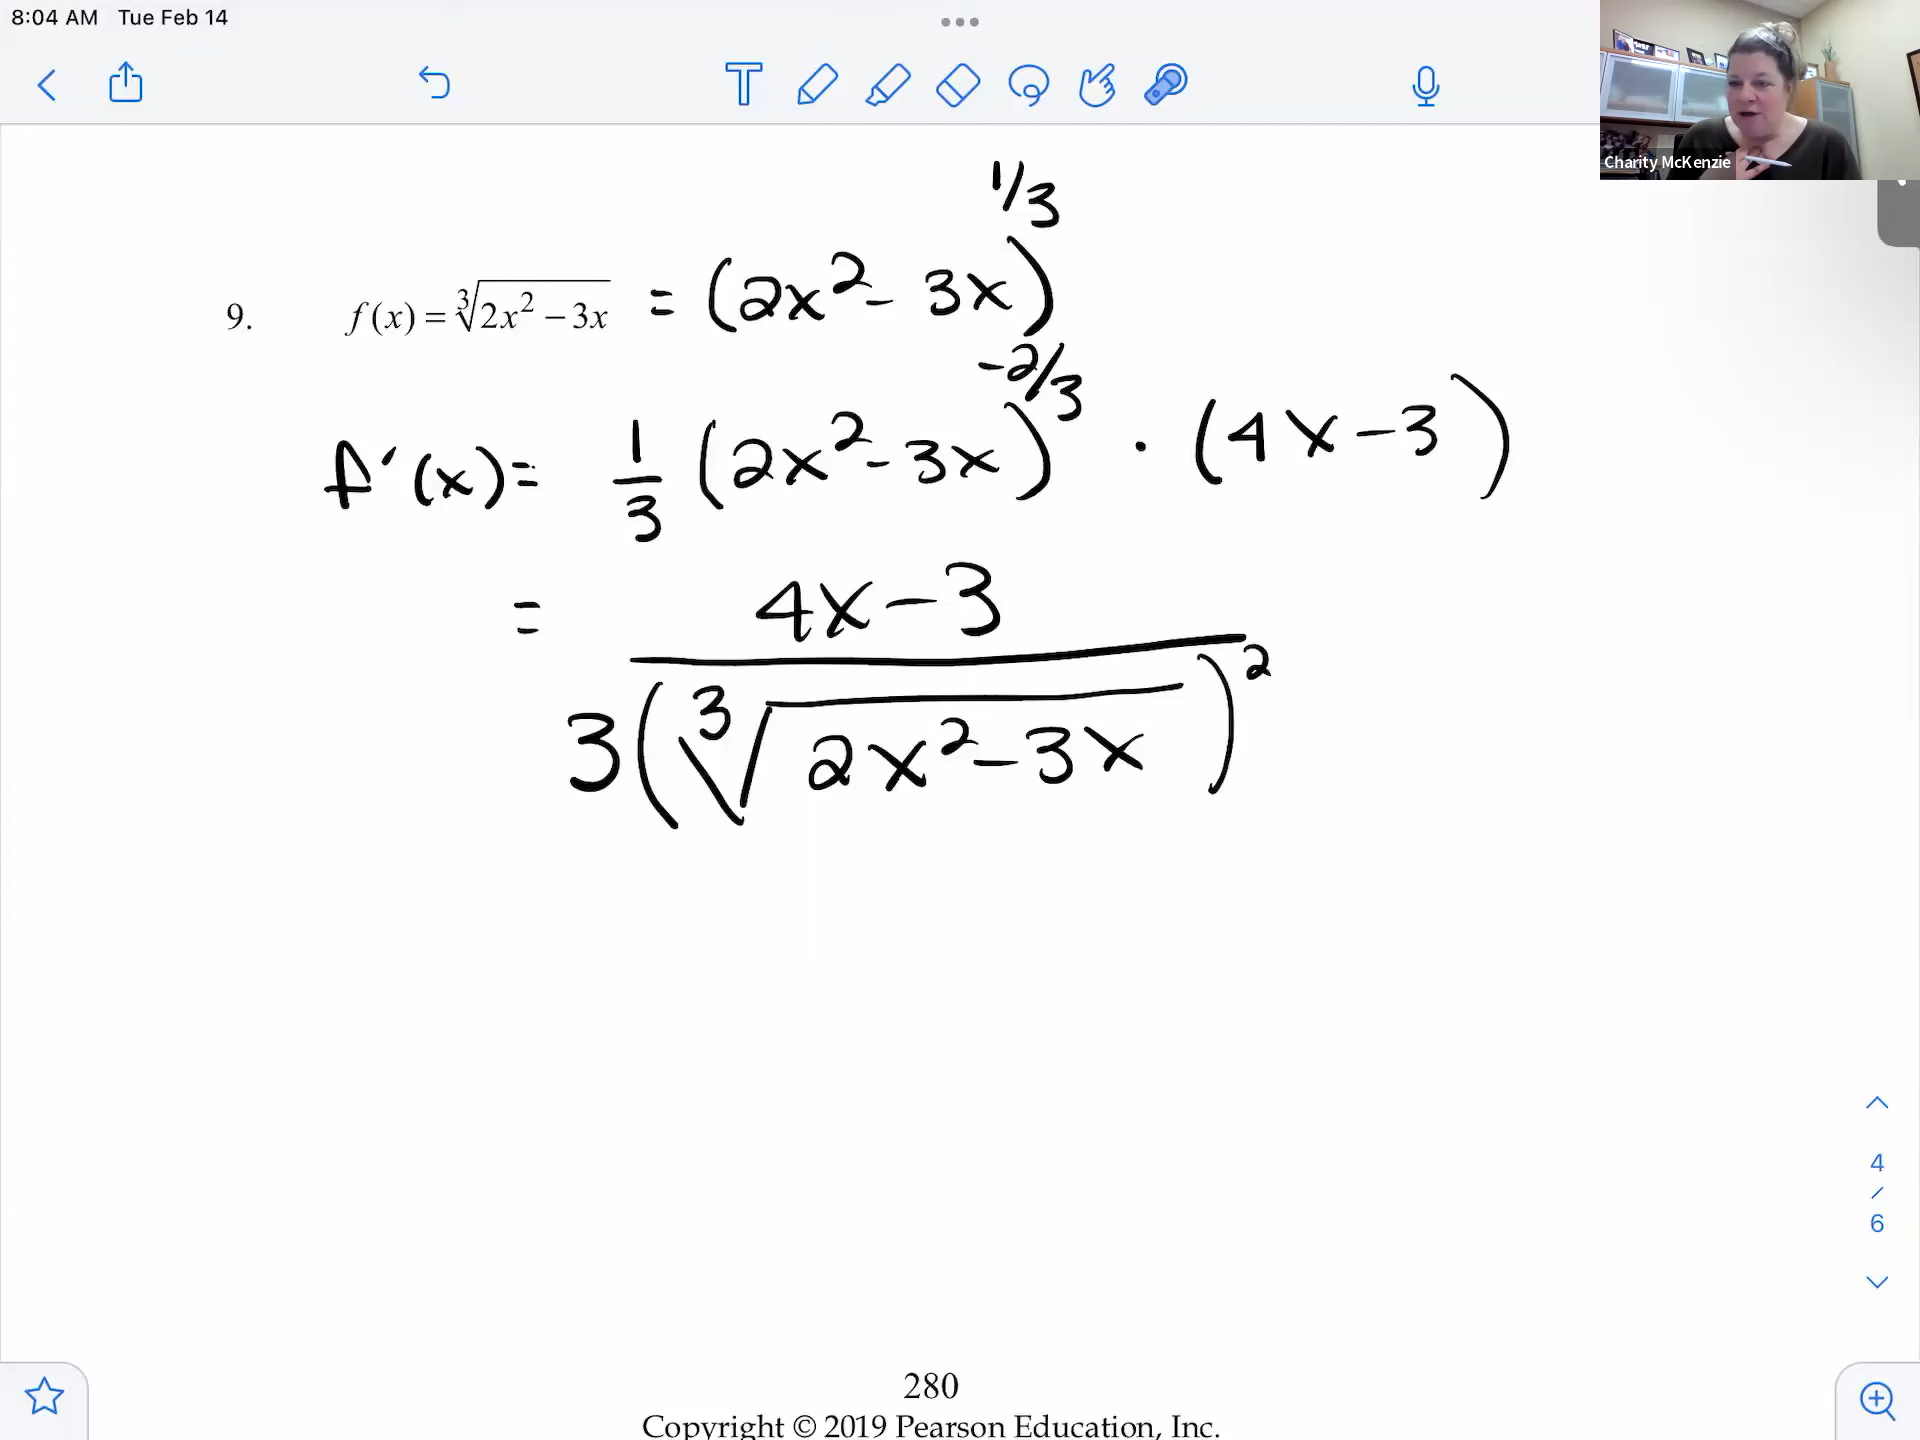 8:04 AM Tue Feb 14
Charity McKenzie
9. f(x) = ∛(2x² − 3x) = (2x² - 3x)^1/3
f'(x) = 1/3 (2x² - 3x)^-2/3 · (4x - 3)
= (4x - 3) / 3(∛(2x² - 3x))²
4
/
6
280
Copyright © 2019 Pearson Education, Inc.